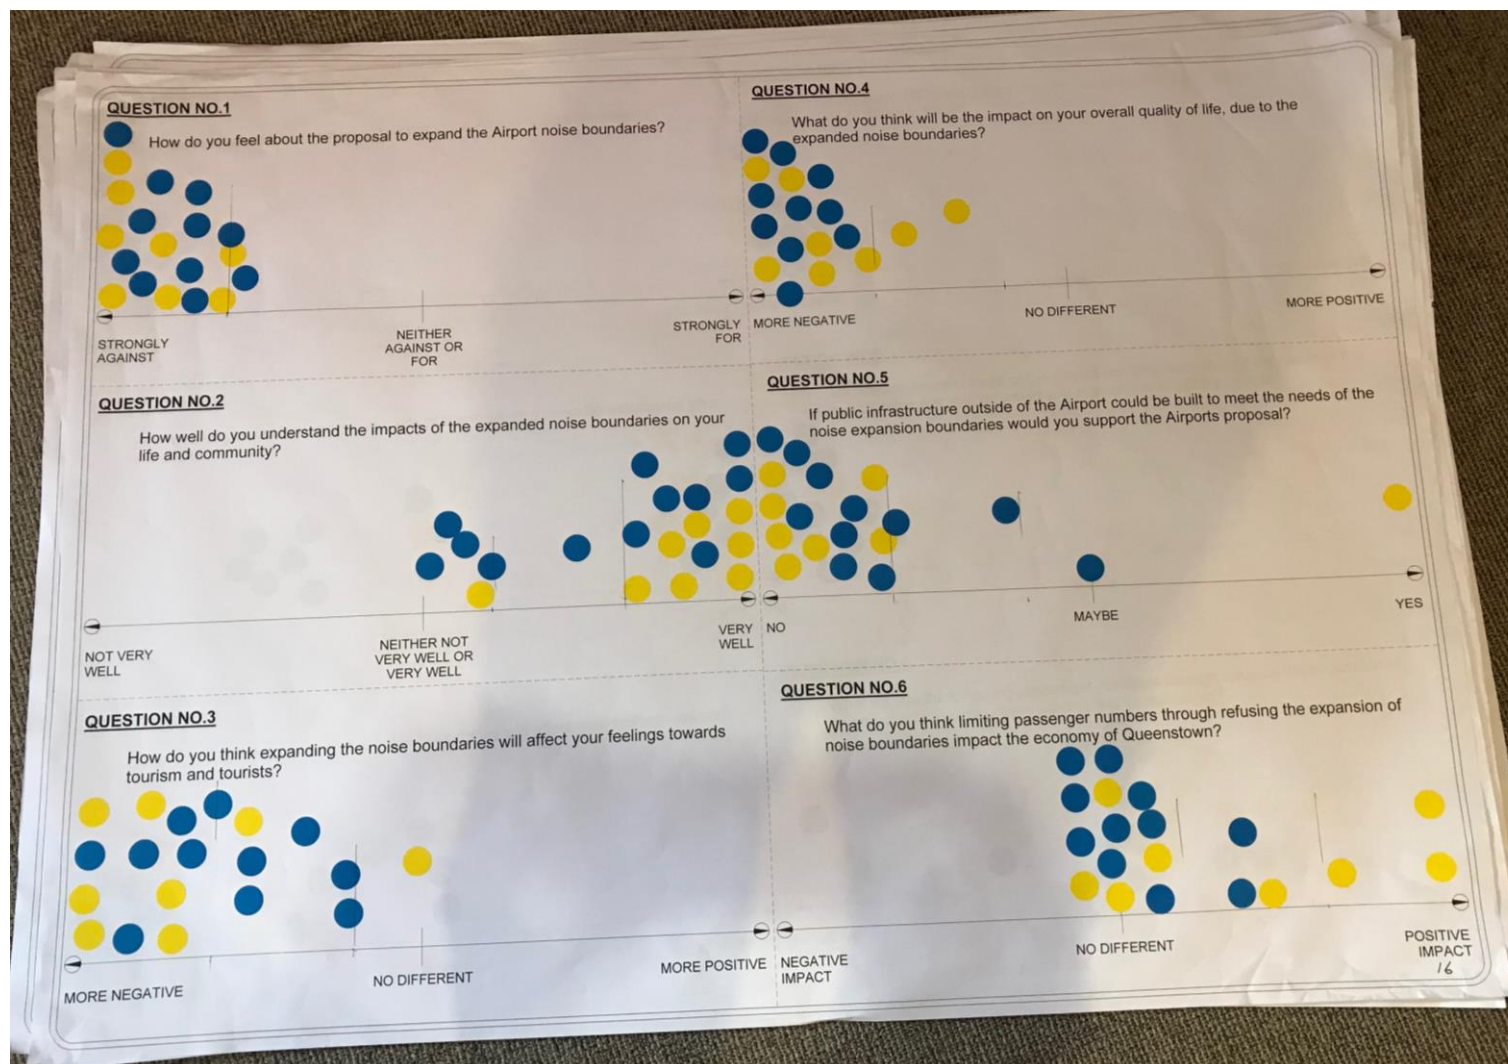 QUESTION NO.1
How do you feel about the proposal to expand the Airport noise boundaries?
STRONGLY
AGAINST
NEITHER
AGAINST OR
FOR
STRONGLY
FOR
QUESTION NO.2
How well do you understand the impacts of the expanded noise boundaries on your
life and community?
NOT VERY
WELL
NEITHER NOT
VERY WELL OR
VERY WELL
VERY
WELL
QUESTION NO.3
How do you think expanding the noise boundaries will affect your feelings towards
tourism and tourists?
MORE NEGATIVE
NO DIFFERENT
MORE POSITIVE
QUESTION NO.4
What do you think will be the impact on your overall quality of life, due to the
expanded noise boundaries?
MORE NEGATIVE
NO DIFFERENT
MORE POSITIVE
QUESTION NO.5
If public infrastructure outside of the Airport could be built to meet the needs of the
noise expansion boundaries would you support the Airports proposal?
NO
MAYBE
YES
QUESTION NO.6
What do you think limiting passenger numbers through refusing the expansion of
noise boundaries impact the economy of Queenstown?
NEGATIVE
IMPACT
NO DIFFERENT
POSITIVE
IMPACT
16